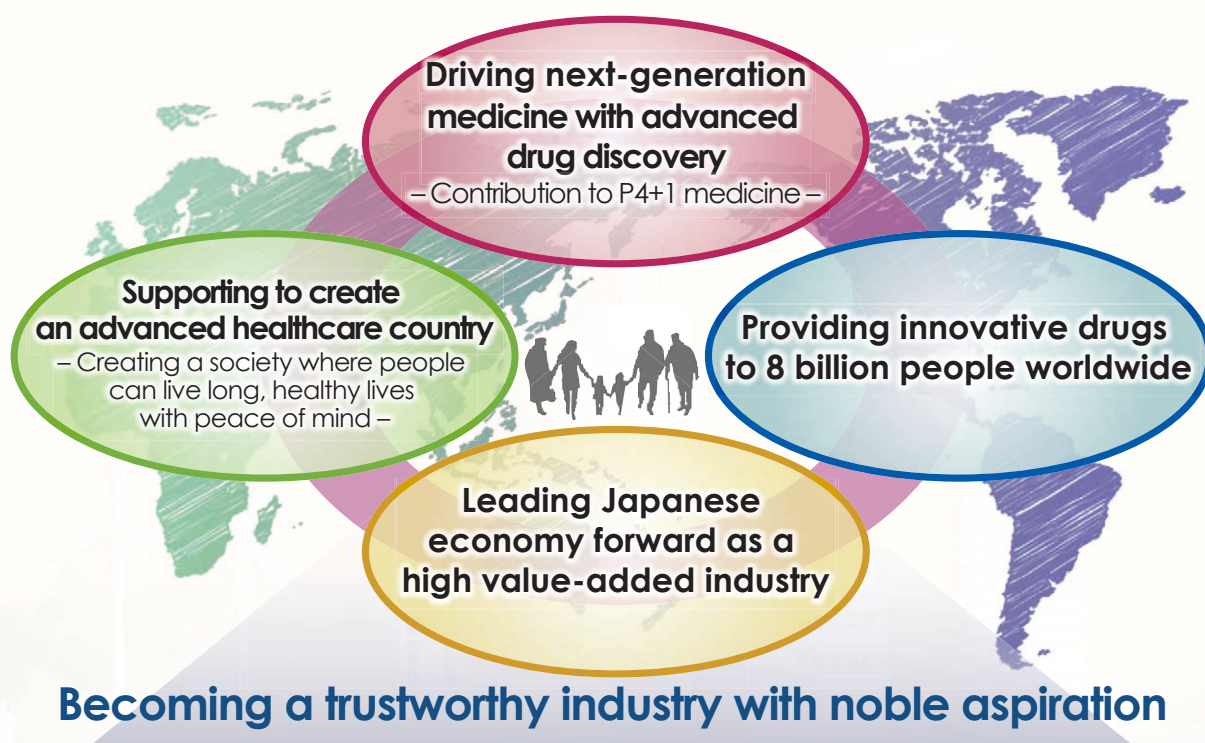 Driving next-generation
medicine with advanced
drug discovery
– Contribution to P4+1 medicine –
Supporting to create
an advanced healthcare country
– Creating a society where people
can live long, healthy lives
with peace of mind –
Providing innovative drugs
to 8 billion people worldwide
Leading Japanese
economy forward as a
high value-added industry
Becoming a trustworthy industry with noble aspiration